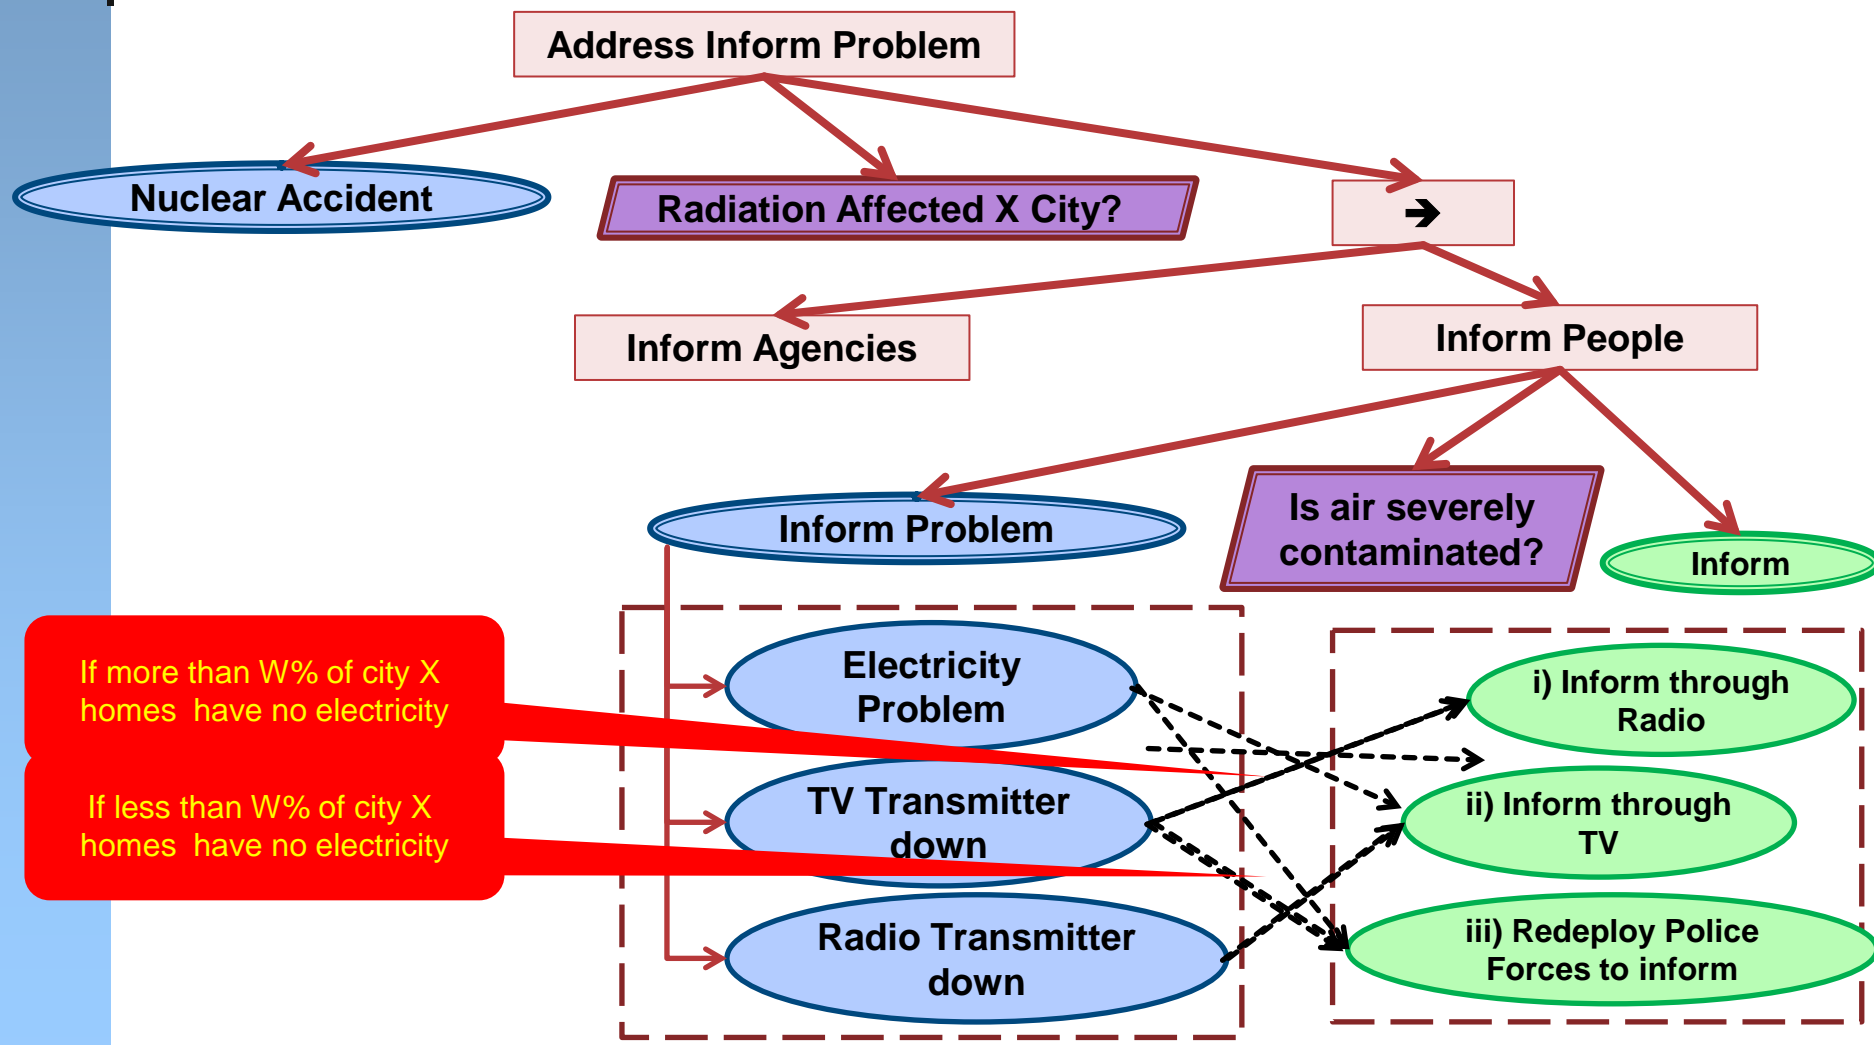 Address Inform Problem
Nuclear Accident
Radiation Affected X City?
➔
Inform Agencies
Inform People
Inform Problem
Is air severely
contaminated?
Inform
If more than W% of city X
homes have no electricity
If less than W% of city X
homes have no electricity
Electricity
Problem
TV Transmitter
down
Radio Transmitter
down
i) Inform through
Radio
ii) Inform through
TV
iii) Redeploy Police
Forces to inform